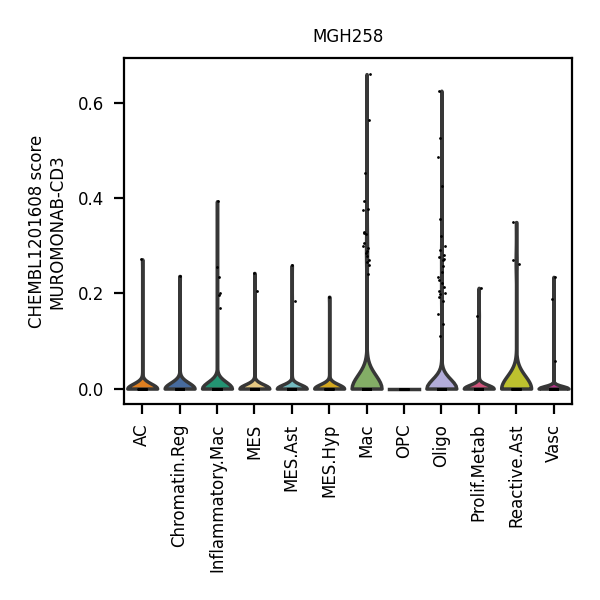 MGH258
CHEMBL1201608 score
MUROMONAB-CD3
0.6
0.4
0.2
0.0
AC
Chromatin.Reg
Inflammatory.Mac
MES
MES.Ast
MES.Hyp
Mac
OPC
Oligo
Prolif.Metab
Reactive.Ast
Vasc